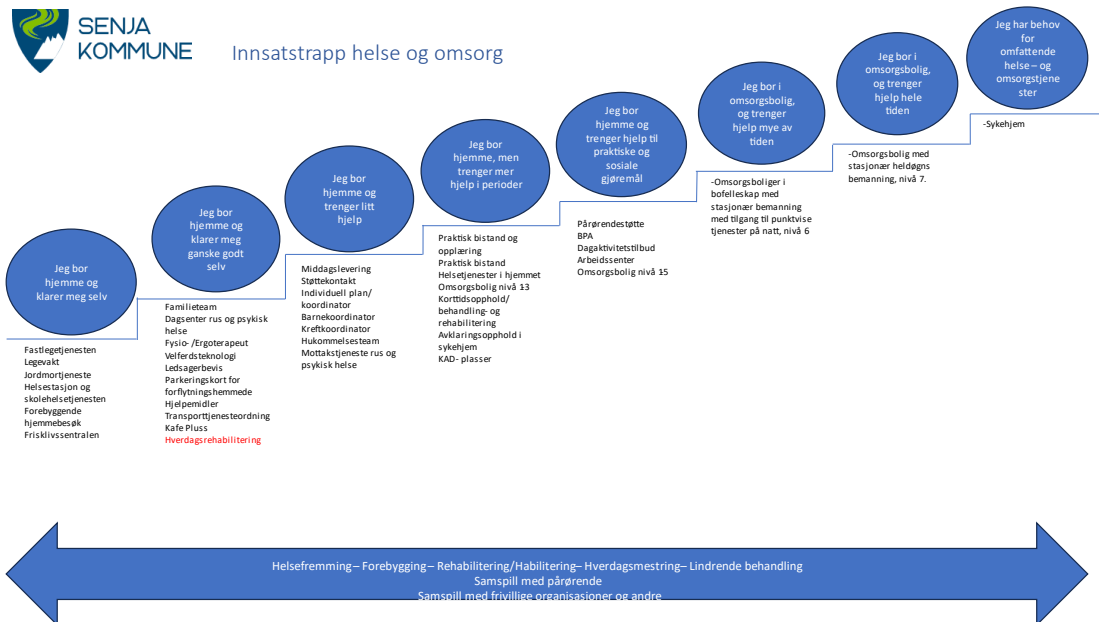 SENJA
KOMMUNE
Innsatstrapp helse og omsorg
Jeg bor
hjemme og
klarer meg selv
Fastlegetjenesten
Legevakt
Jordmortjeneste
Helsestasjon og
skolehelsetjenesten
Forebyggende
hjemmebesøk
Frisklivssentralen
Jeg bor
hjemme og
klarer meg
ganske godt
selv
Familieteam
Dagsenter rus og psykisk
helse
Fysio- /Ergoterapeut
Velferdsteknologi
Ledsagerbevis
Parkeringskort for
forflytningshemmede
Hjelpemidler
Transporttjenesteordning
Kafe Pluss
Hverdagsrehabilitering
Jeg bor
hjemme og
trenger litt
hjelp
Middagslevering
Støttekontakt
Individuell plan/
koordinator
Barnekoordinator
Kreftkoordinator
Hukommelsesteam
Mottakstjeneste rus og
psykisk helse
Jeg bor
hjemme, men
trenger mer
hjelp i perioder
Praktisk bistand og
opplæring
Praktisk bistand
Helsetjenester i hjemmet
Omsorgsbolig nivå 13
Korttidsopphold/
behandling- og
rehabilitering
Avklaringsopphold i
sykehjem
KAD- plasser
Jeg bor
hjemme og
trenger hjelp til
praktiske og
sosiale
gjøremål
Pårørendestøtte
BPA
Dagaktivitetstilbud
Arbeidssenter
Omsorgsbolig nivå 15
Jeg bor i
omsorgsbolig,
og trenger
hjelp mye av
tiden
-Omsorgsboliger i
bofelleskap med
stasjonær bemanning
med tilgang til punktvise
tjenester på natt, nivå 6
Jeg bor i
omsorgsbolig,
og trenger
hjelp hele
tiden
-Omsorgsbolig med
stasjonær heldøgns
bemanning, nivå 7.
Jeg har behov
for
omfattende
helse – og
omsorgstjene
ster
-Sykehjem
Helsefremming – Forebygging – Rehabilitering/Habilitering – Hverdagsmestring – Lindrende behandling
Samspill med pårørende
Samspill med frivillige organisasjoner og andre